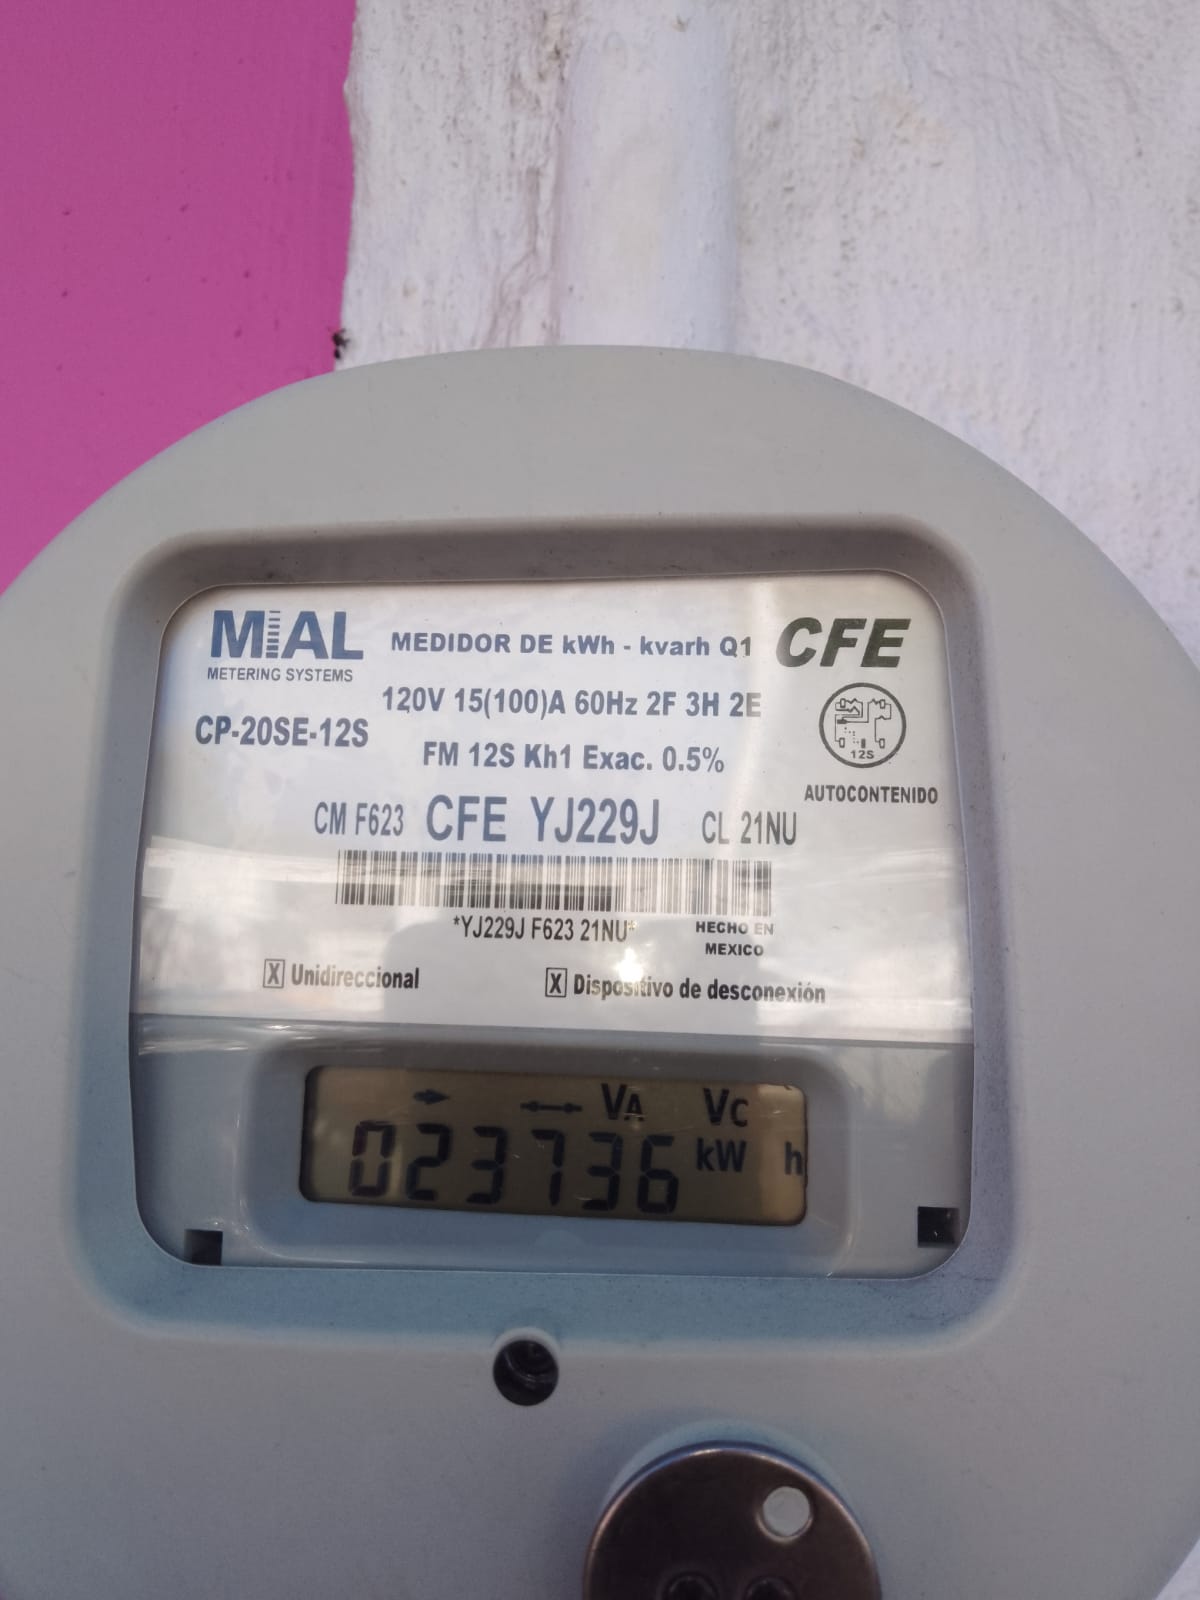 MIAL
METERING SYSTEMS
MEDIDOR DE kWh - kvarh Q1
CFE
120V 15(100)A 60Hz 2F 3H 2E
CP-20SE-12S
FM 12S Kh1 Exac. 0.5%
12S
AUTOCONTENIDO
CM F623 CFE YJ229J CL 21NU
*YJ229J F623 21NU*
HECHO EN
MEXICO
X Unidireccional
X Dispositivo de desconexión
VA VC
023736 kW h